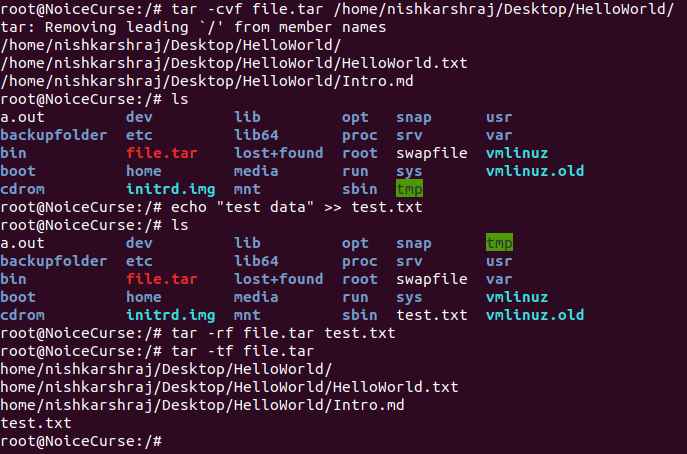 root@NoiceCurse:/# tar -cvf file.tar /home/nishkarshraj/Desktop/HelloWorld/
tar: Removing leading `/' from member names
/home/nishkarshraj/Desktop/HelloWorld/
/home/nishkarshraj/Desktop/HelloWorld/HelloWorld.txt
/home/nishkarshraj/Desktop/HelloWorld/Intro.md
root@NoiceCurse:/# ls
a.out         dev         lib         opt   snap      usr
backupfolder  etc         lib64       proc  srv       var
bin           file.tar    lost+found  root  swapfile  vmlinuz
boot          home        media       run   sys       vmlinuz.old
cdrom         initrd.img  mnt         sbin  tmp
root@NoiceCurse:/# echo "test data" >> test.txt
root@NoiceCurse:/# ls
a.out         dev         lib         opt   snap      tmp
backupfolder  etc         lib64       proc  srv       usr
bin           file.tar    lost+found  root  swapfile  var
boot          home        media       run   sys       vmlinuz
cdrom         initrd.img  mnt         sbin  test.txt  vmlinuz.old
root@NoiceCurse:/# tar -rf file.tar test.txt
root@NoiceCurse:/# tar -tf file.tar
home/nishkarshraj/Desktop/HelloWorld/
home/nishkarshraj/Desktop/HelloWorld/HelloWorld.txt
home/nishkarshraj/Desktop/HelloWorld/Intro.md
test.txt
root@NoiceCurse:/#